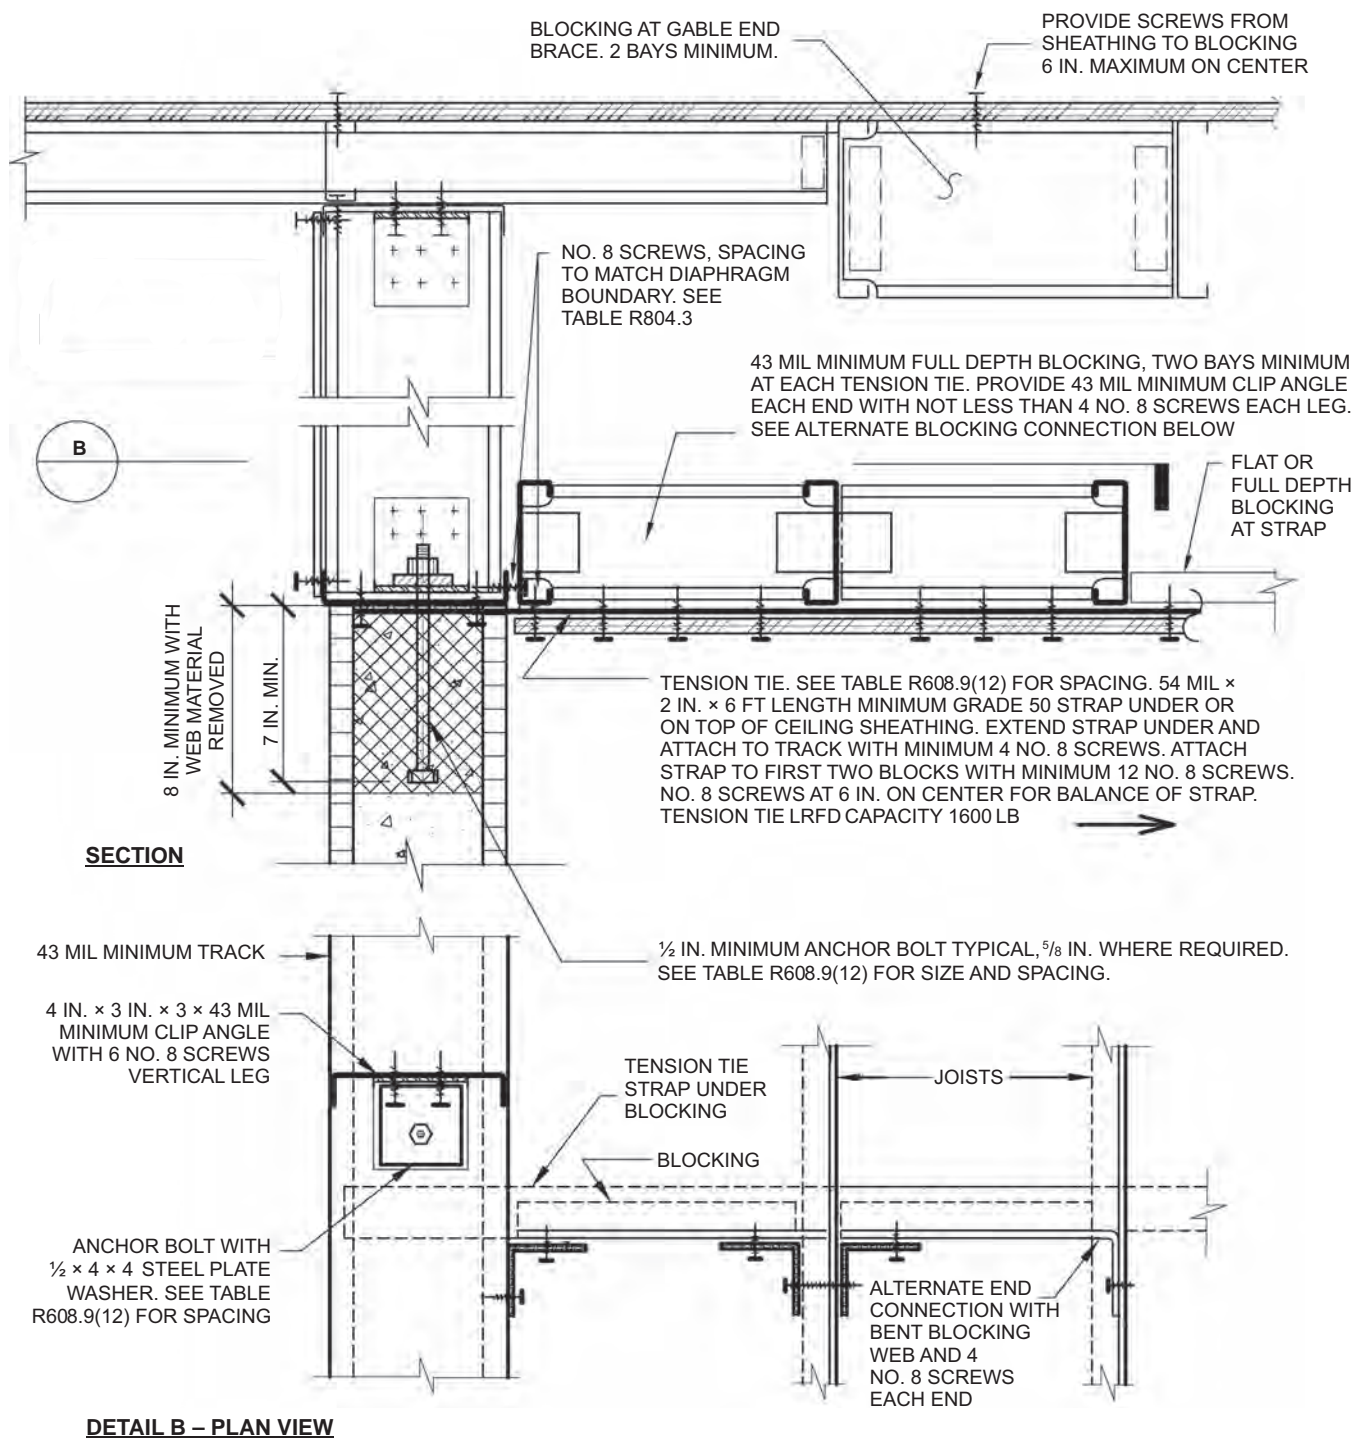 BLOCKING AT GABLE END
BRACE. 2 BAYS MINIMUM.
PROVIDE SCREWS FROM
SHEATHING TO BLOCKING
6 IN. MAXIMUM ON CENTER
NO. 8 SCREWS, SPACING
TO MATCH DIAPHRAGM
BOUNDARY. SEE
TABLE R804.3
43 MIL MINIMUM FULL DEPTH BLOCKING, TWO BAYS MINIMUM
AT EACH TENSION TIE. PROVIDE 43 MIL MINIMUM CLIP ANGLE
EACH END WITH NOT LESS THAN 4 NO. 8 SCREWS EACH LEG.
SEE ALTERNATE BLOCKING CONNECTION BELOW
B
FLAT OR
FULL DEPTH
BLOCKING
AT STRAP
8 IN. MINIMUM WITH
WEB MATERIAL
REMOVED
7 IN. MIN.
TENSION TIE. SEE TABLE R608.9(12) FOR SPACING. 54 MIL ×
2 IN. × 6 FT LENGTH MINIMUM GRADE 50 STRAP UNDER OR
ON TOP OF CEILING SHEATHING. EXTEND STRAP UNDER AND
ATTACH TO TRACK WITH MINIMUM 4 NO. 8 SCREWS. ATTACH
STRAP TO FIRST TWO BLOCKS WITH MINIMUM 12 NO. 8 SCREWS.
NO. 8 SCREWS AT 6 IN. ON CENTER FOR BALANCE OF STRAP.
TENSION TIE LRFD CAPACITY 1600 LB
SECTION
43 MIL MINIMUM TRACK
½ IN. MINIMUM ANCHOR BOLT TYPICAL, ⅝ IN. WHERE REQUIRED.
SEE TABLE R608.9(12) FOR SIZE AND SPACING.
4 IN. × 3 IN. × 3 × 43 MIL
MINIMUM CLIP ANGLE
WITH 6 NO. 8 SCREWS
VERTICAL LEG
TENSION TIE
STRAP UNDER
BLOCKING
JOISTS
BLOCKING
ANCHOR BOLT WITH
½ × 4 × 4 STEEL PLATE
WASHER. SEE TABLE
R608.9(12) FOR SPACING
ALTERNATE END
CONNECTION WITH
BENT BLOCKING
WEB AND 4
NO. 8 SCREWS
EACH END
DETAIL B – PLAN VIEW